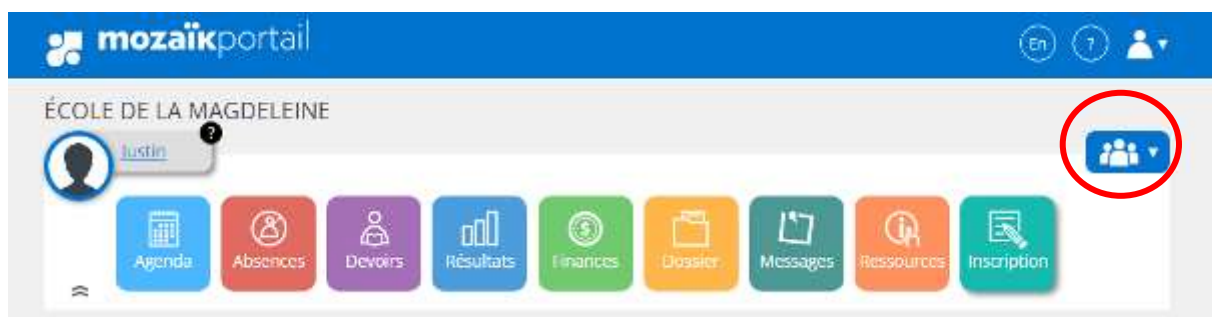 mozaïkportail
En ?
ÉCOLE DE LA MAGDELEINE
Justin ?
Agenda Absences Devoirs Résultats Finances Dossier Messages Ressources Inscription